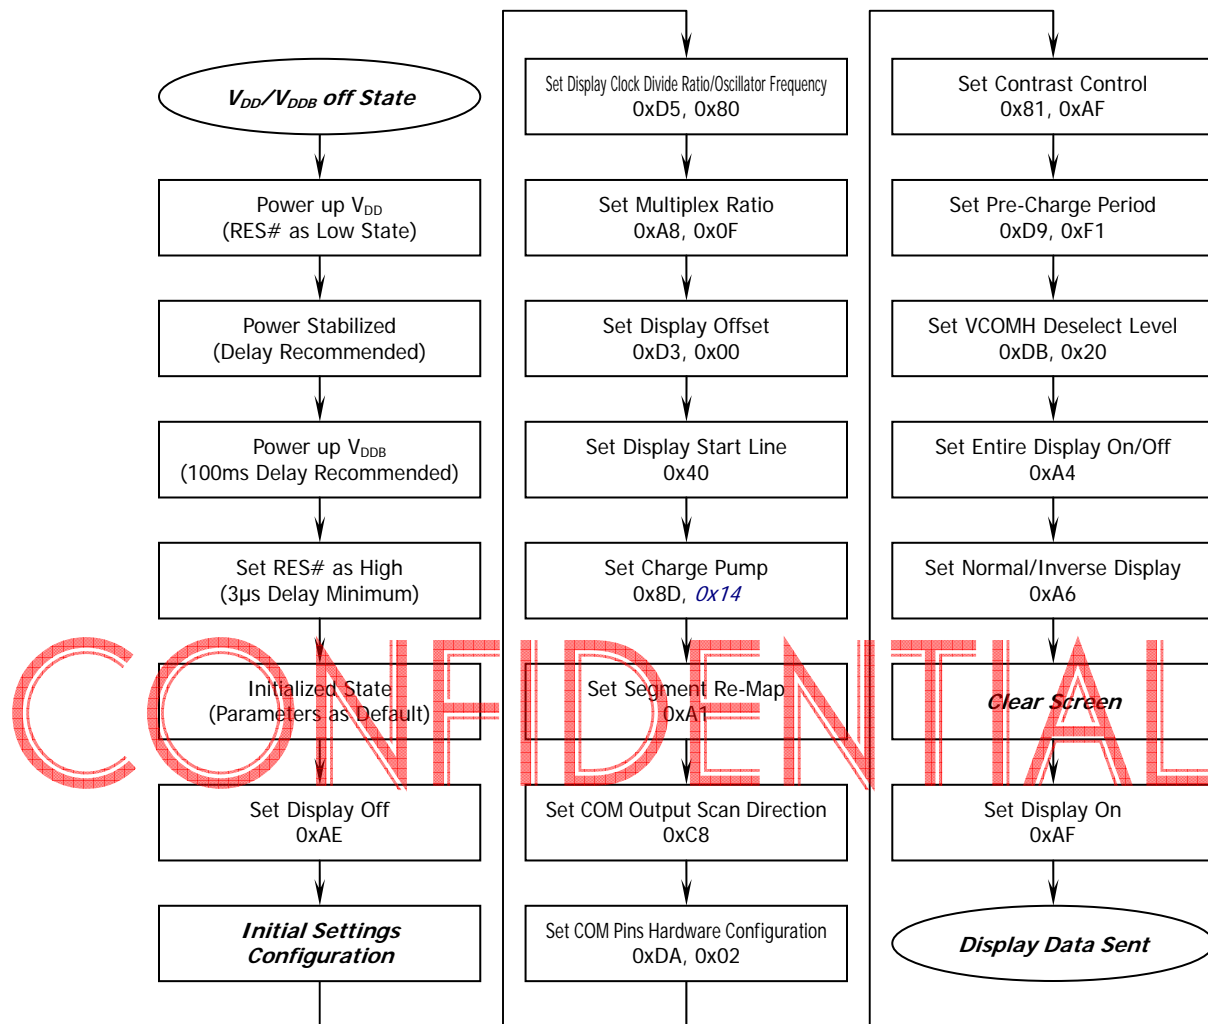 V_DD/V_DDB off State
Power up V_DD
(RES# as Low State)
Power Stabilized
(Delay Recommended)
Power up V_DDB
(100ms Delay Recommended)
Set RES# as High
(3μs Delay Minimum)
Initialized State
(Parameters as Default)
Set Display Off
0xAE
Initial Settings
Configuration
Set Display Clock Divide Ratio/Oscillator Frequency
0xD5, 0x80
Set Multiplex Ratio
0xA8, 0x0F
Set Display Offset
0xD3, 0x00
Set Display Start Line
0x40
Set Charge Pump
0x8D, 0x14
Set Segment Re-Map
0xA1
Set COM Output Scan Direction
0xC8
Set COM Pins Hardware Configuration
0xDA, 0x02
Set Contrast Control
0x81, 0xAF
Set Pre-Charge Period
0xD9, 0xF1
Set VCOMH Deselect Level
0xDB, 0x20
Set Entire Display On/Off
0xA4
Set Normal/Inverse Display
0xA6
Clear Screen
Set Display On
0xAF
Display Data Sent
CONFIDENTIAL